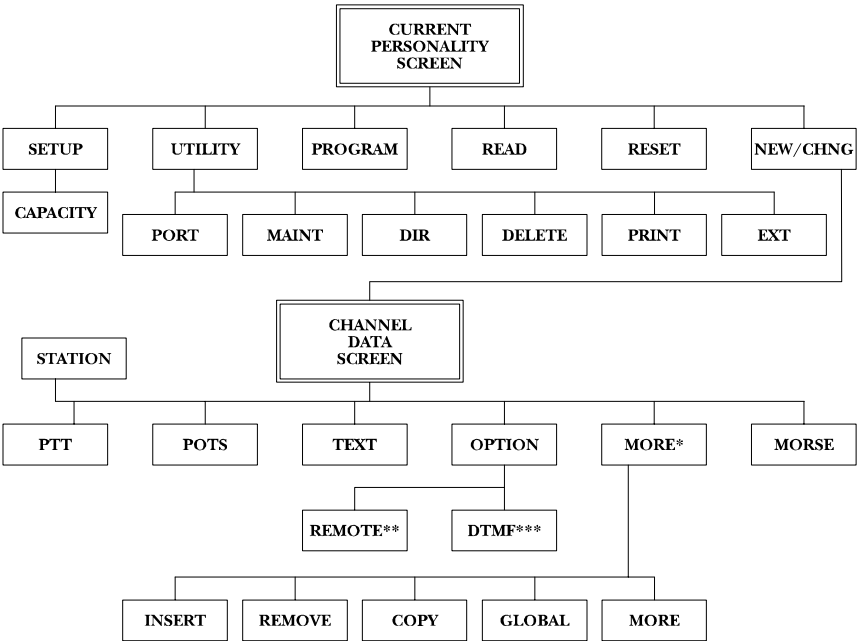 CURRENT
PERSONALITY
SCREEN
SETUP
UTILITY
PROGRAM
READ
RESET
NEW/CHNG
CAPACITY
PORT
MAINT
DIR
DELETE
PRINT
EXT
CHANNEL
DATA
SCREEN
STATION
PTT
POTS
TEXT
OPTION
MORE*
MORSE
REMOTE**
DTMF***
INSERT
REMOVE
COPY
GLOBAL
MORE